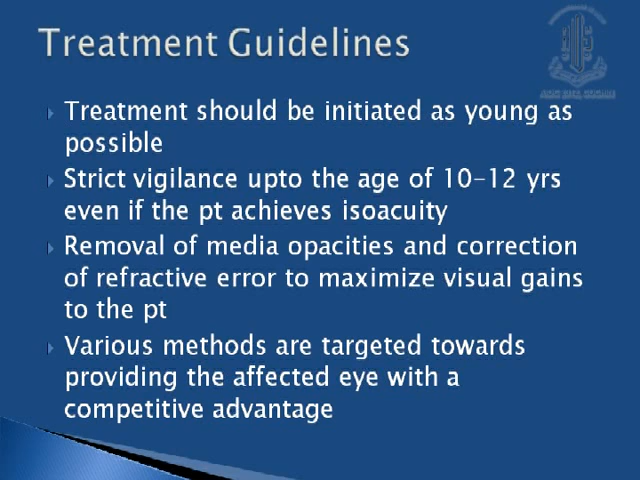 Treatment Guidelines
Treatment should be initiated as young as
possible
Strict vigilance upto the age of 10-12 yrs
even if the pt achieves isoacuity
Removal of media opacities and correction
of refractive error to maximize visual gains
to the pt
Various methods are targeted towards
providing the affected eye with a
competitive advantage